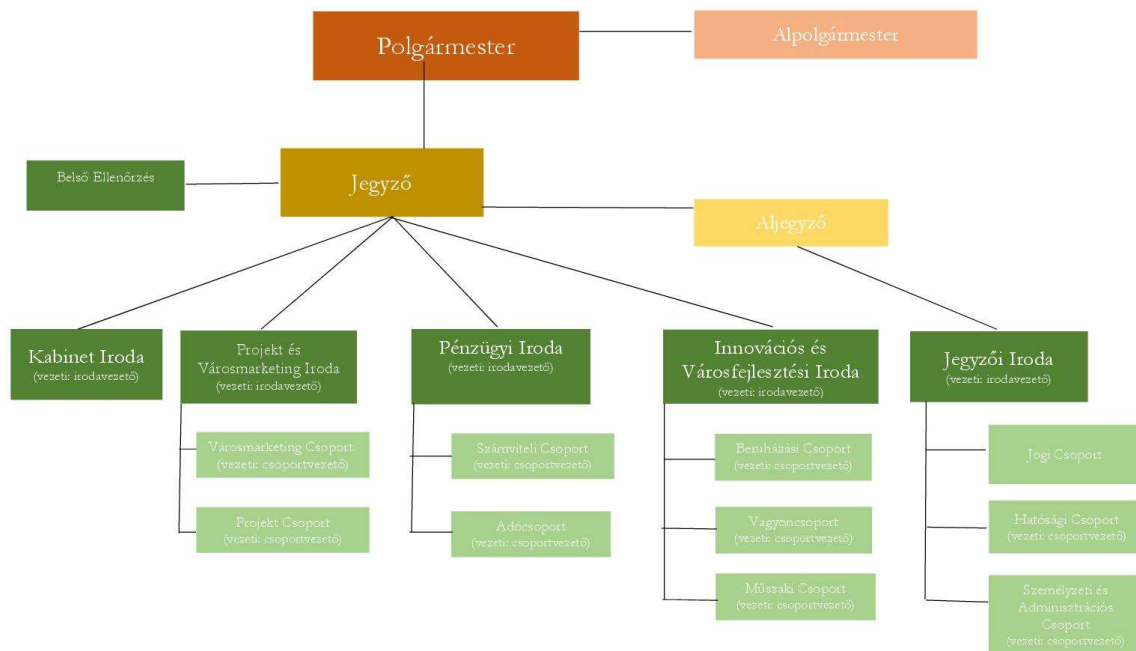 Polgármester
Alpolgármester
Belső Ellenőrzés
Jegyző
Aljegyző
Kabinet Iroda
(vezeti: irodavezető)
Projekt és
Városmarketing Iroda
(vezeti: irodavezető)
Pénzügyi Iroda
(vezeti: irodavezető)
Innovációs és
Városfejlesztési Iroda
(vezeti: irodavezető)
Jegyzői Iroda
(vezeti: irodavezető)
Városmarketing Csoport
(vezeti: csoportvezető)
Projekt Csoport
(vezeti: csoportvezető)
Számviteli Csoport
(vezeti: csoportvezető)
Adócsoport
(vezeti: csoportvezető)
Beruházási Csoport
(vezeti: csoportvezető)
Vagyoncsoport
(vezeti: csoportvezető)
Műszaki Csoport
(vezeti: csoportvezető)
Jogi Csoport
Hatósági Csoport
(vezeti: csoportvezető)
Személyzeti és
Adminisztrációs
Csoport
(vezeti: csoportvezető)